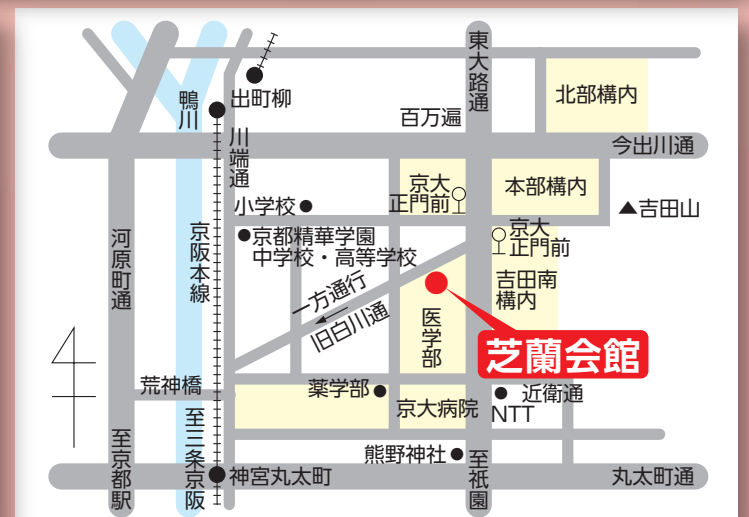 東大路通
鴨川
出町柳
百万遍
北部構内
今出川通
川端通
京大
正門前
本部構内
小学校
▲吉田山
河原町通
京阪本線
京都精華学園
中学校・高等学校
京大
正門前
吉田南
構内
一方通行
旧白川通
医学部
芝蘭会館
荒神橋
薬学部
京大病院
近衛通
NTT
至京都駅
至三条京阪
神宮丸太町
熊野神社
至祇園
丸太町通